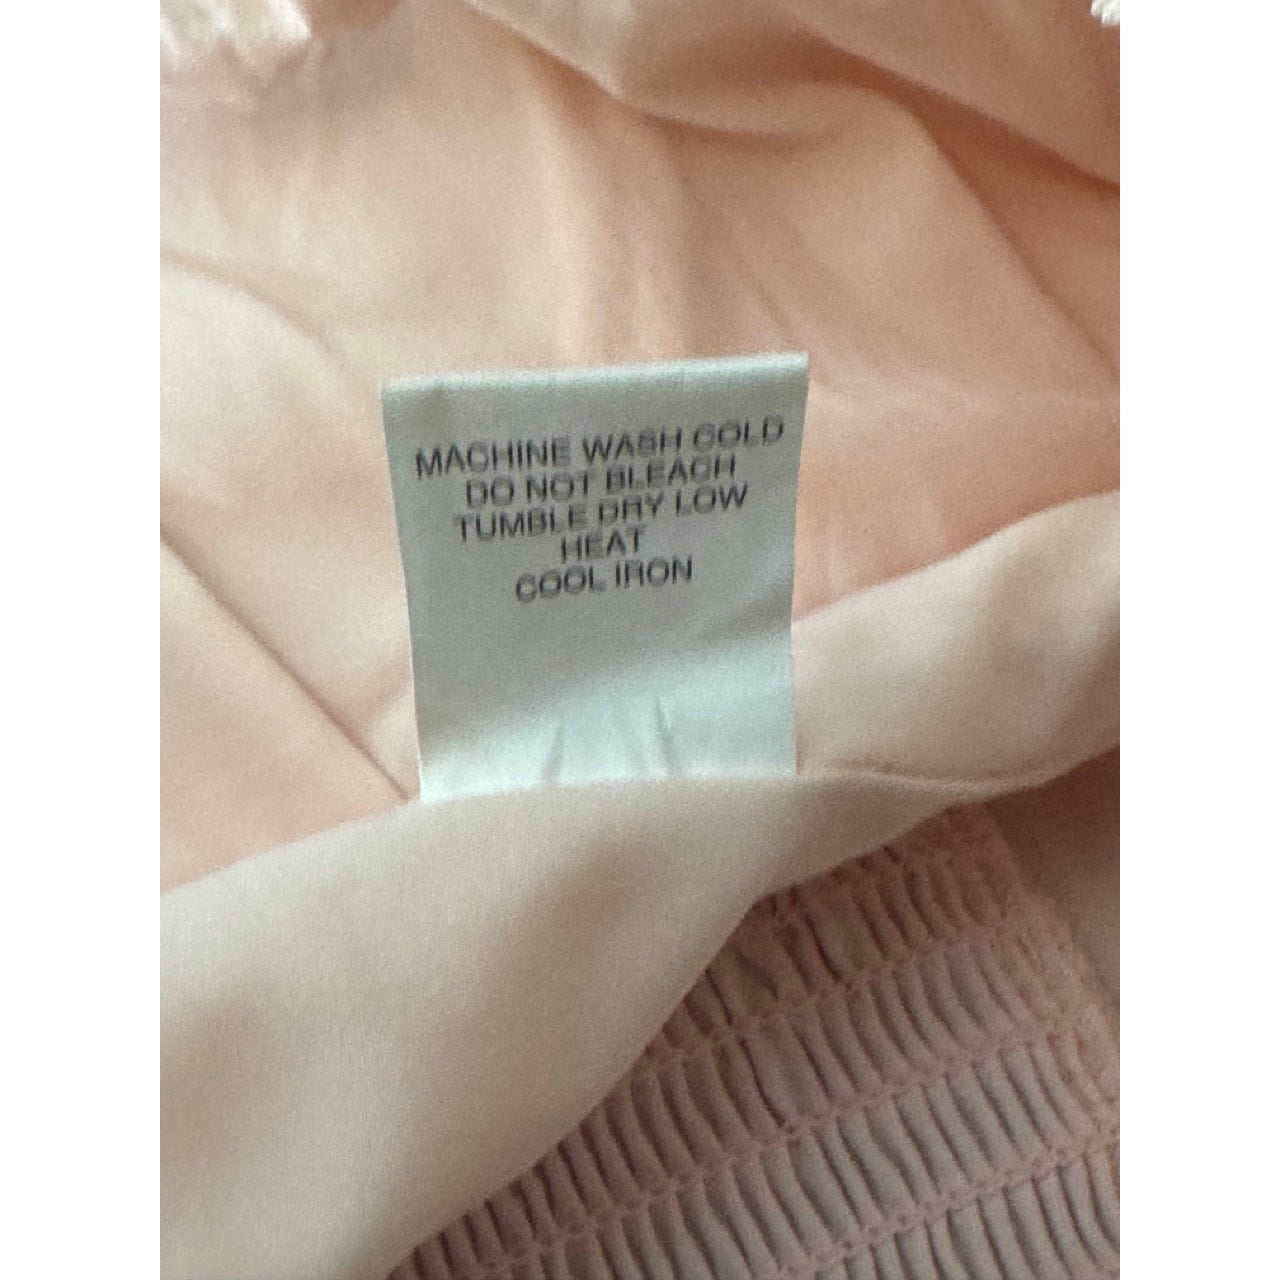 MACHINE WASH COLD
DO NOT BLEACH
TUMBLE DRY LOW
HEAT
COOL IRON